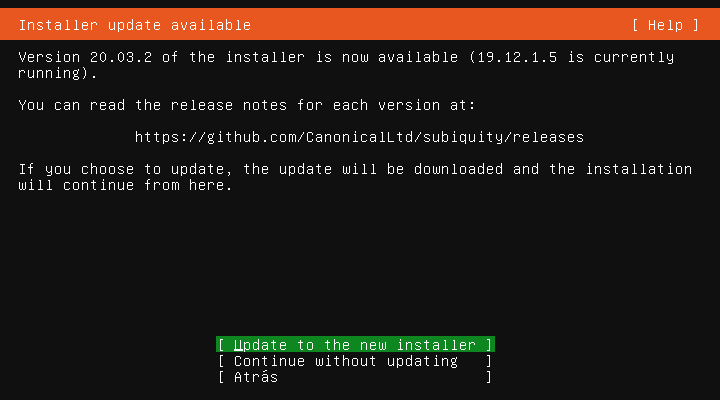 Installer update available [ Help ]
Version 20.03.2 of the installer is now available (19.12.1.5 is currently
running).
You can read the release notes for each version at:
https://github.com/CanonicalLtd/subiquity/releases
If you choose to update, the update will be downloaded and the installation
will continue from here.
[ Update to the new installer ]
[ Continue without updating ]
[ Atrás ]